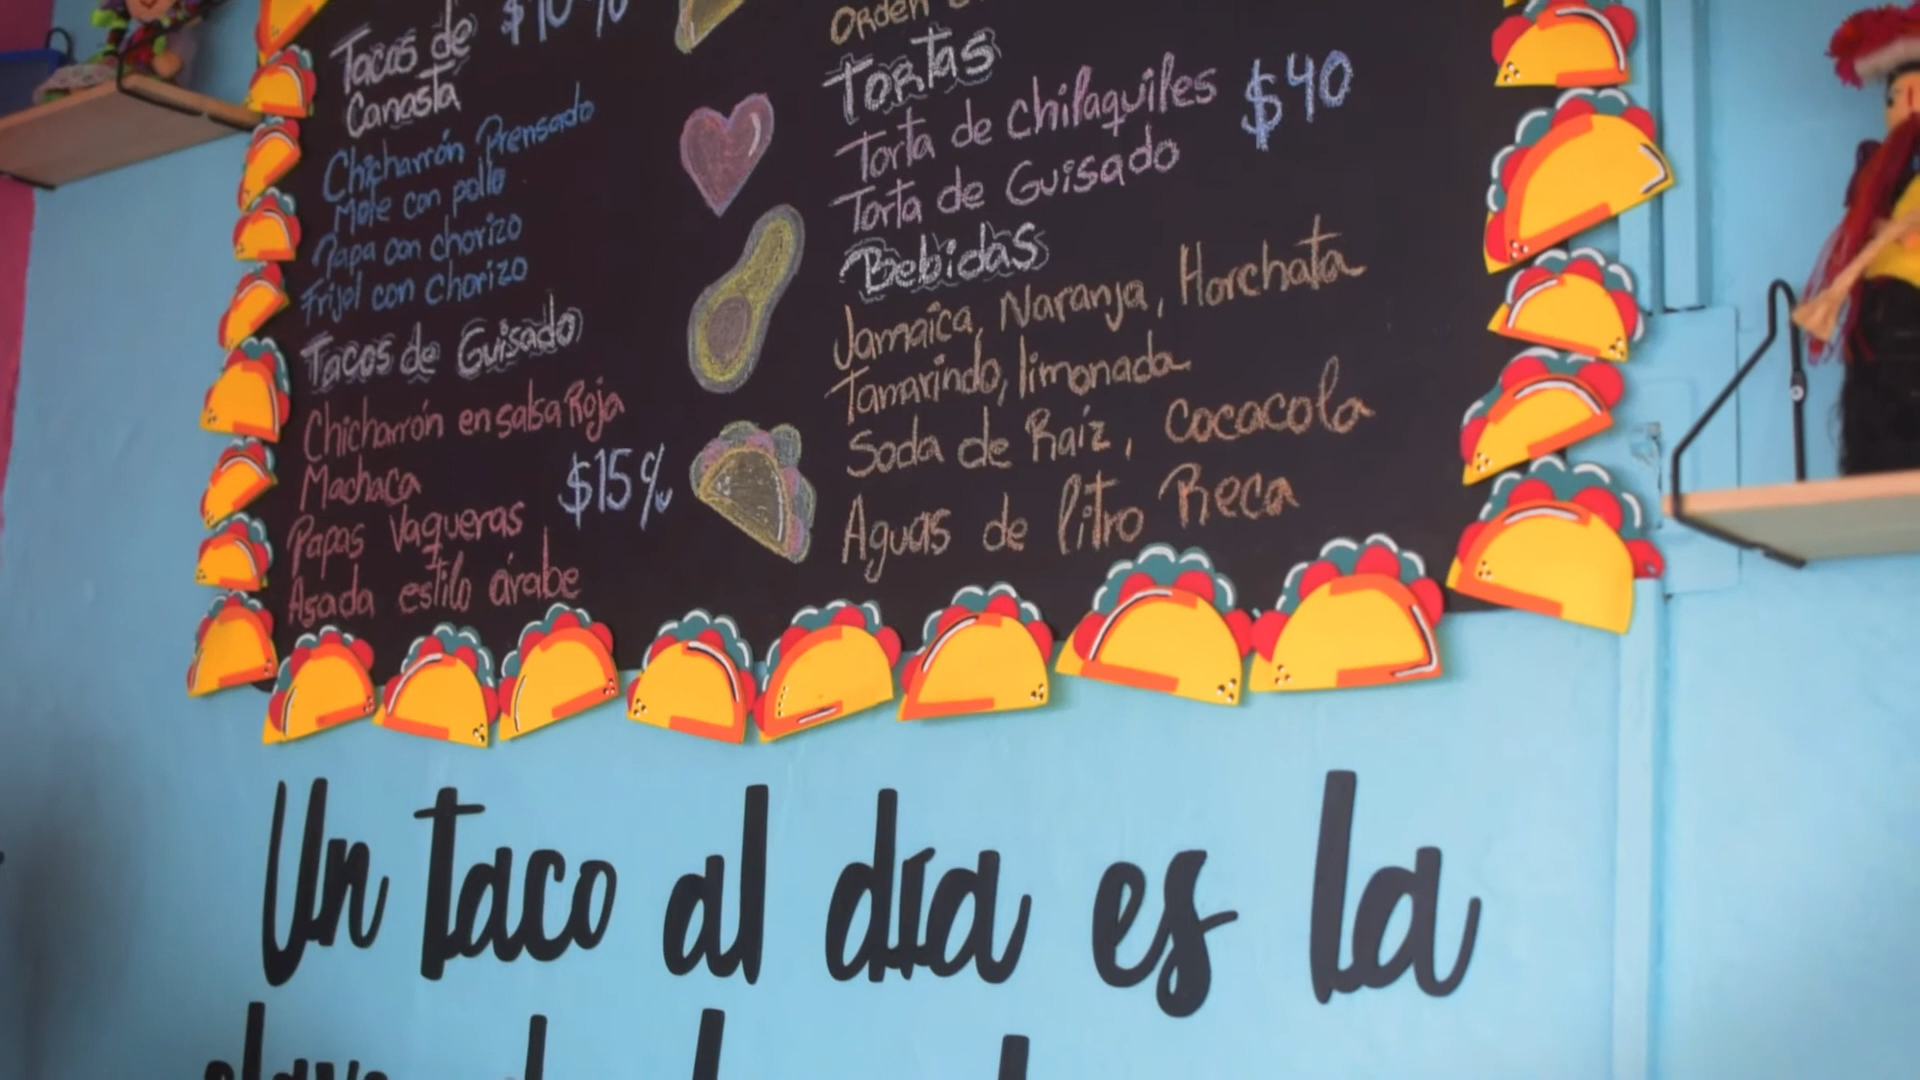 Tacos de
Canasta
Chicharrón Prensado
Mole con pollo
Papa con chorizo
Frijol con chorizo
Tacos de Guisado
Chicharrón en salsa Roja
Machaca
$15%
Papas Vaqueras
Asada estilo árabe
Orden
Tortas
Torta de chilaquiles $40
Torta de Guisado
Bebidas
Jamaica, Naranja, Horchata
Tamarindo, limonada
Soda de Raíz, Cocacola
Aguas de litro Reca
Un taco al día es la